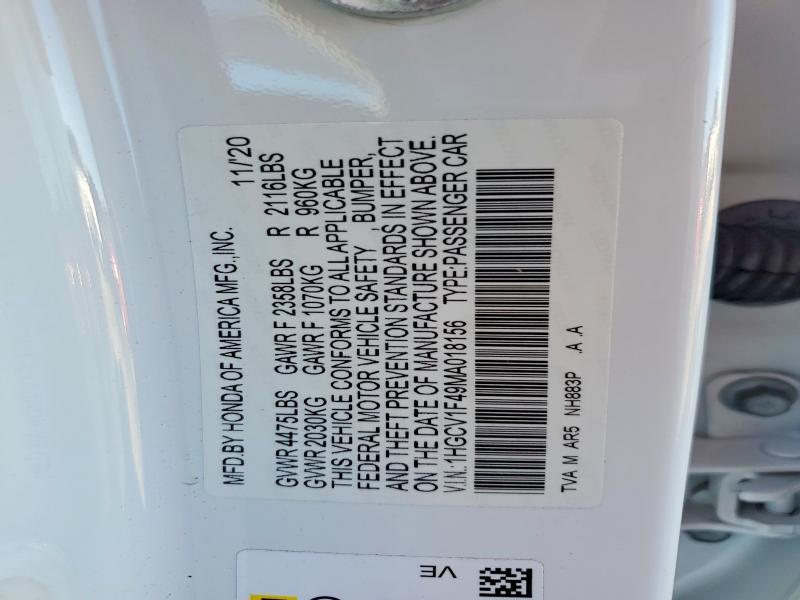 MFD.BY HONDA OF AMERICA MFG.,INC. 11/'20
GVWR 4475LBS GAWR F 2358LBS R 2116LBS
GVWR 2030KG GAWR F 1070KG R 960KG
THIS VEHICLE CONFORMS TO ALL APPLICABLE
FEDERAL MOTOR VEHICLE SAFETY , BUMPER,
AND THEFT PREVENTION STANDARDS IN EFFECT
ON THE DATE OF MANUFACTURE SHOWN ABOVE.
V.I.N.:1HGCV1F49MA018156 TYPE:PASSENGER CAR
TVA M AR5 NH883P .A .A
VE